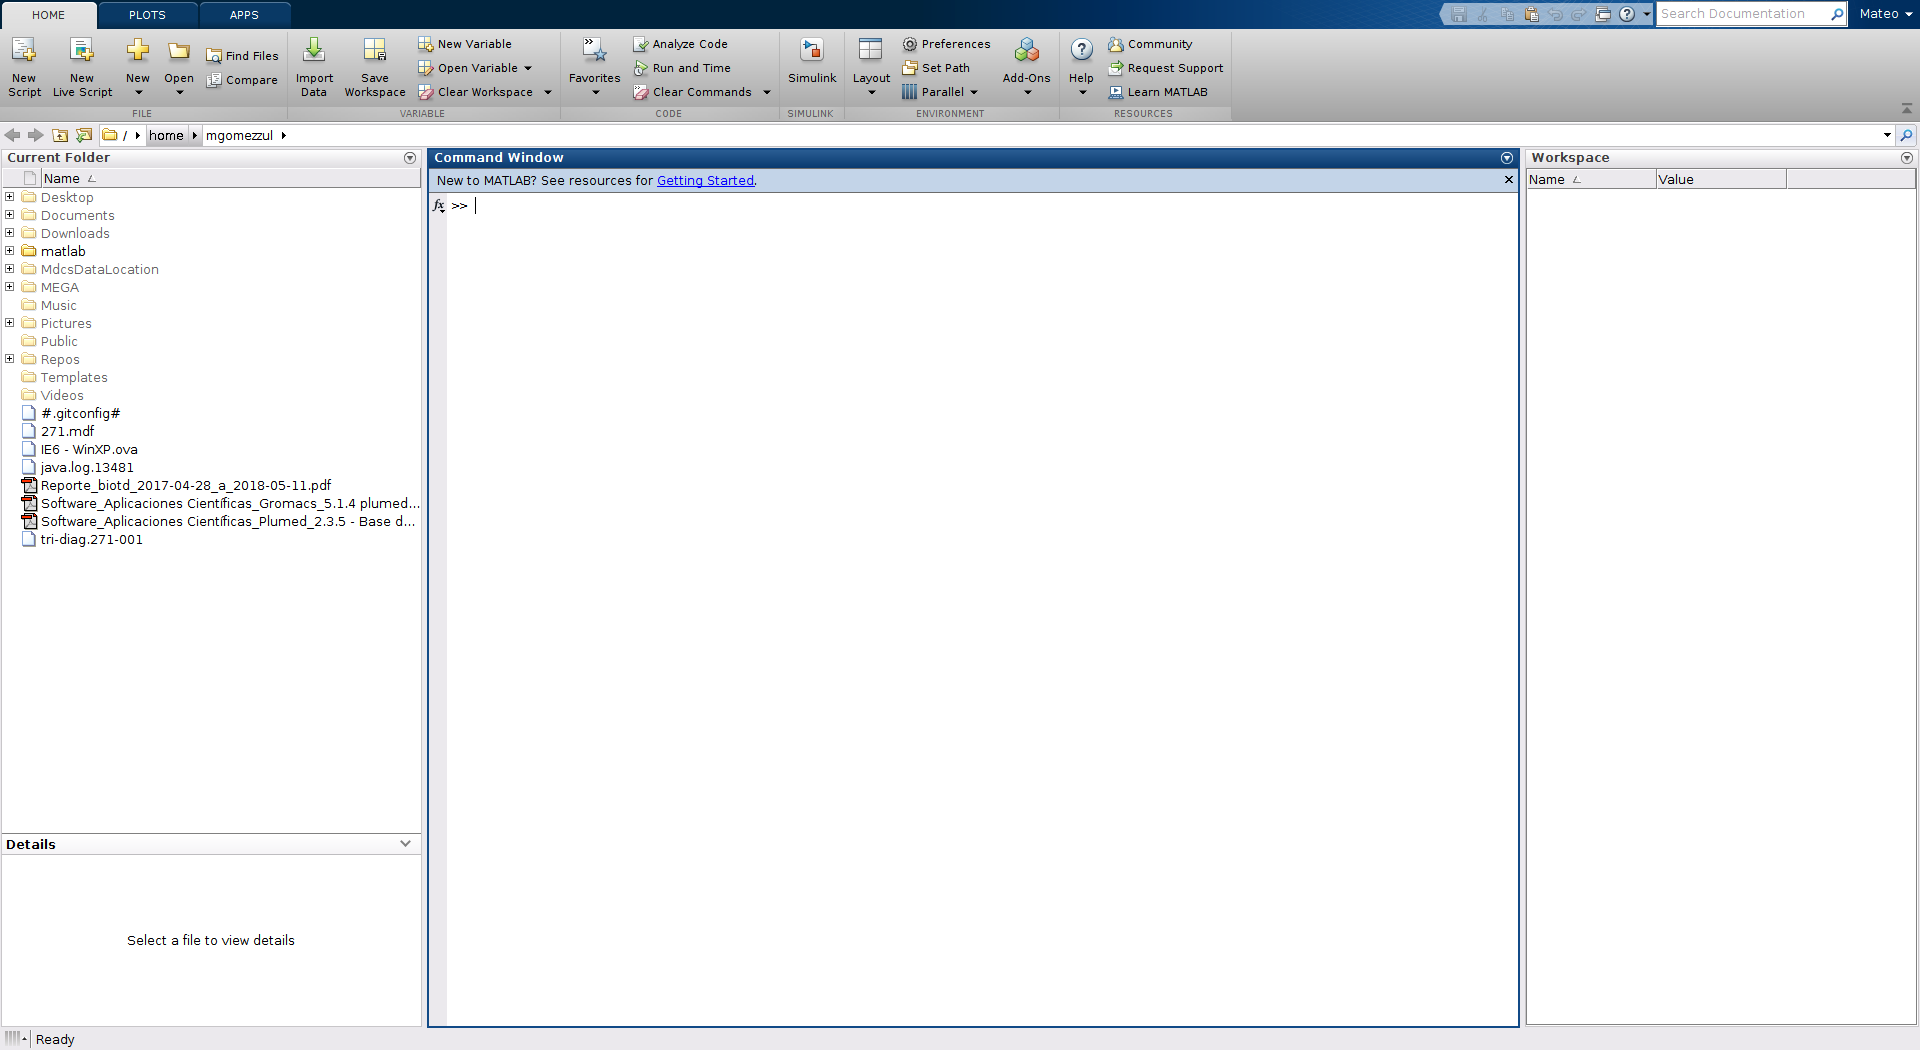 HOME PLOTS APPS
Search Documentation
Mateo
New Script
New Live Script
New
Open
Find Files
Compare
FILE
Import Data
Save Workspace
New Variable
Open Variable
Clear Workspace
VARIABLE
Favorites
Analyze Code
Run and Time
Clear Commands
CODE
Simulink
SIMULINK
Layout
Preferences
Set Path
Parallel
Add-Ons
ENVIRONMENT
Help
Community
Request Support
Learn MATLAB
RESOURCES
/ home mgomezzul
Current Folder
Name
Desktop
Documents
Downloads
matlab
MdcsDataLocation
MEGA
Music
Pictures
Public
Repos
Templates
Videos
#.gitconfig#
271.mdf
IE6 - WinXP.ova
java.log.13481
Reporte_biotd_2017-04-28_a_2018-05-11.pdf
Software_Aplicaciones Científicas_Gromacs_5.1.4 plumed...
Software_Aplicaciones Científicas_Plumed_2.3.5 - Base d...
tri-diag.271-001
Details
Select a file to view details
Command Window
New to MATLAB? See resources for Getting Started.
fx >>
Workspace
Name Value
Ready